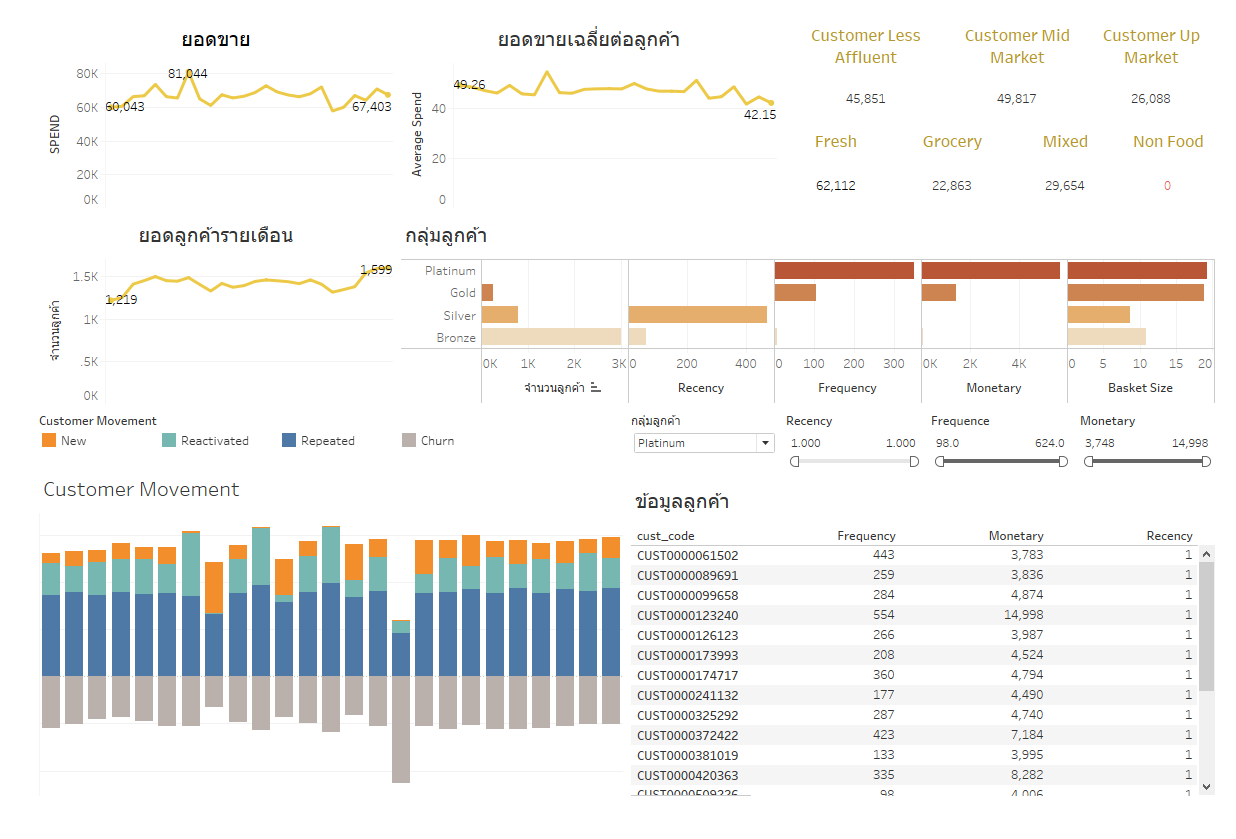 ยอดขาย
80K
60K
40K
20K
0K
SPEND
60,043
81,044
67,403
ยอดขายเฉลี่ยต่อลูกค้า
40
20
0
Average Spend
49.26
42.15
Customer Less Affluent
Customer Mid Market
Customer Up Market
45,851
49,817
26,088
Fresh
Grocery
Mixed
Non Food
62,112
22,863
29,654
0
ยอดลูกค้ารายเดือน
1.5K
1K
.5K
0K
จำนวนลูกค้า
1,219
1,599
กลุ่มลูกค้า
Platinum
Gold
Silver
Bronze
0K 1K 2K 3K
0 200 400
0 100 200 300
0K 2K 4K
0 5 10 15 20
จำนวนลูกค้า
Recency
Frequency
Monetary
Basket Size
Customer Movement
New
Reactivated
Repeated
Churn
กลุ่มลูกค้า
Platinum
Recency
1.000 1.000
Frequence
98.0 624.0
Monetary
3,748 14,998
Customer Movement
ข้อมูลลูกค้า
cust_code Frequency Monetary Recency
CUST0000061502 443 3,783 1
CUST0000089691 259 3,836 1
CUST0000099658 284 4,874 1
CUST0000123240 554 14,998 1
CUST0000126123 266 3,987 1
CUST0000173993 208 4,524 1
CUST0000174717 360 4,794 1
CUST0000241132 177 4,490 1
CUST0000325292 287 4,740 1
CUST0000372422 423 7,184 1
CUST0000381019 133 3,995 1
CUST0000420363 335 8,282 1
CUST0000509226 98 4,006 1